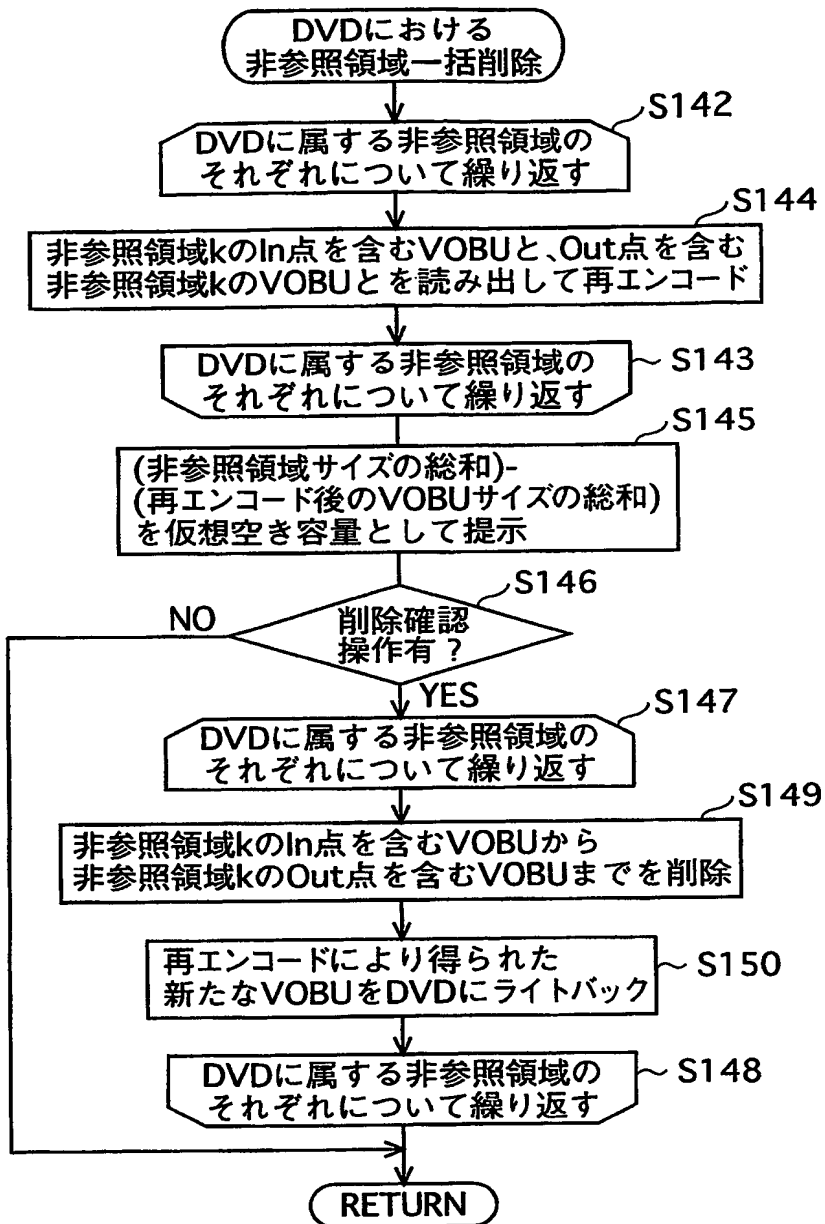 DVDにおける
非参照領域一括削除
S142
DVDに属する非参照領域の
それぞれについて繰り返す
S144
非参照領域kのIn点を含むVOBUと、Out点を含む
非参照領域kのVOBUとを読み出して再エンコード
DVDに属する非参照領域の
それぞれについて繰り返す
S143
S145
(非参照領域サイズの総和)-
(再エンコード後のVOBUサイズの総和)
を仮想空き容量として提示
S146
NO
削除確認
操作有?
YES
S147
DVDに属する非参照領域の
それぞれについて繰り返す
S149
非参照領域kのIn点を含むVOBUから
非参照領域kのOut点を含むVOBUまでを削除
再エンコードにより得られた
新たなVOBUをDVDにライトバック
S150
DVDに属する非参照領域の
それぞれについて繰り返す
S148
RETURN